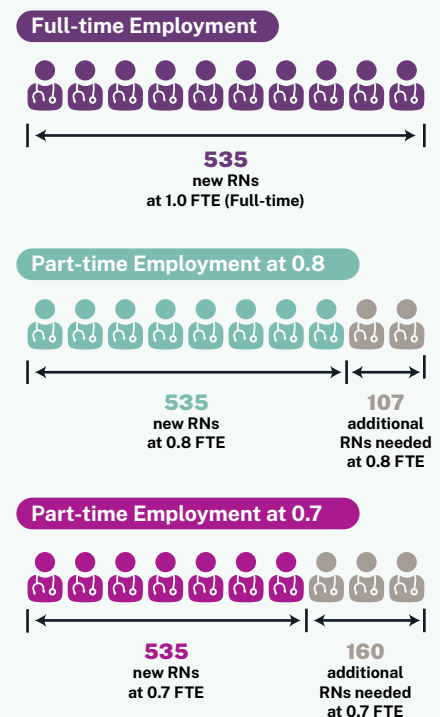 Full-time Employment
535
new RNs
at 1.0 FTE (Full-time)
Part-time Employment at 0.8
535
new RNs
at 0.8 FTE
107
additional
RNs needed
at 0.8 FTE
Part-time Employment at 0.7
535
new RNs
at 0.7 FTE
160
additional
RNs needed
at 0.7 FTE